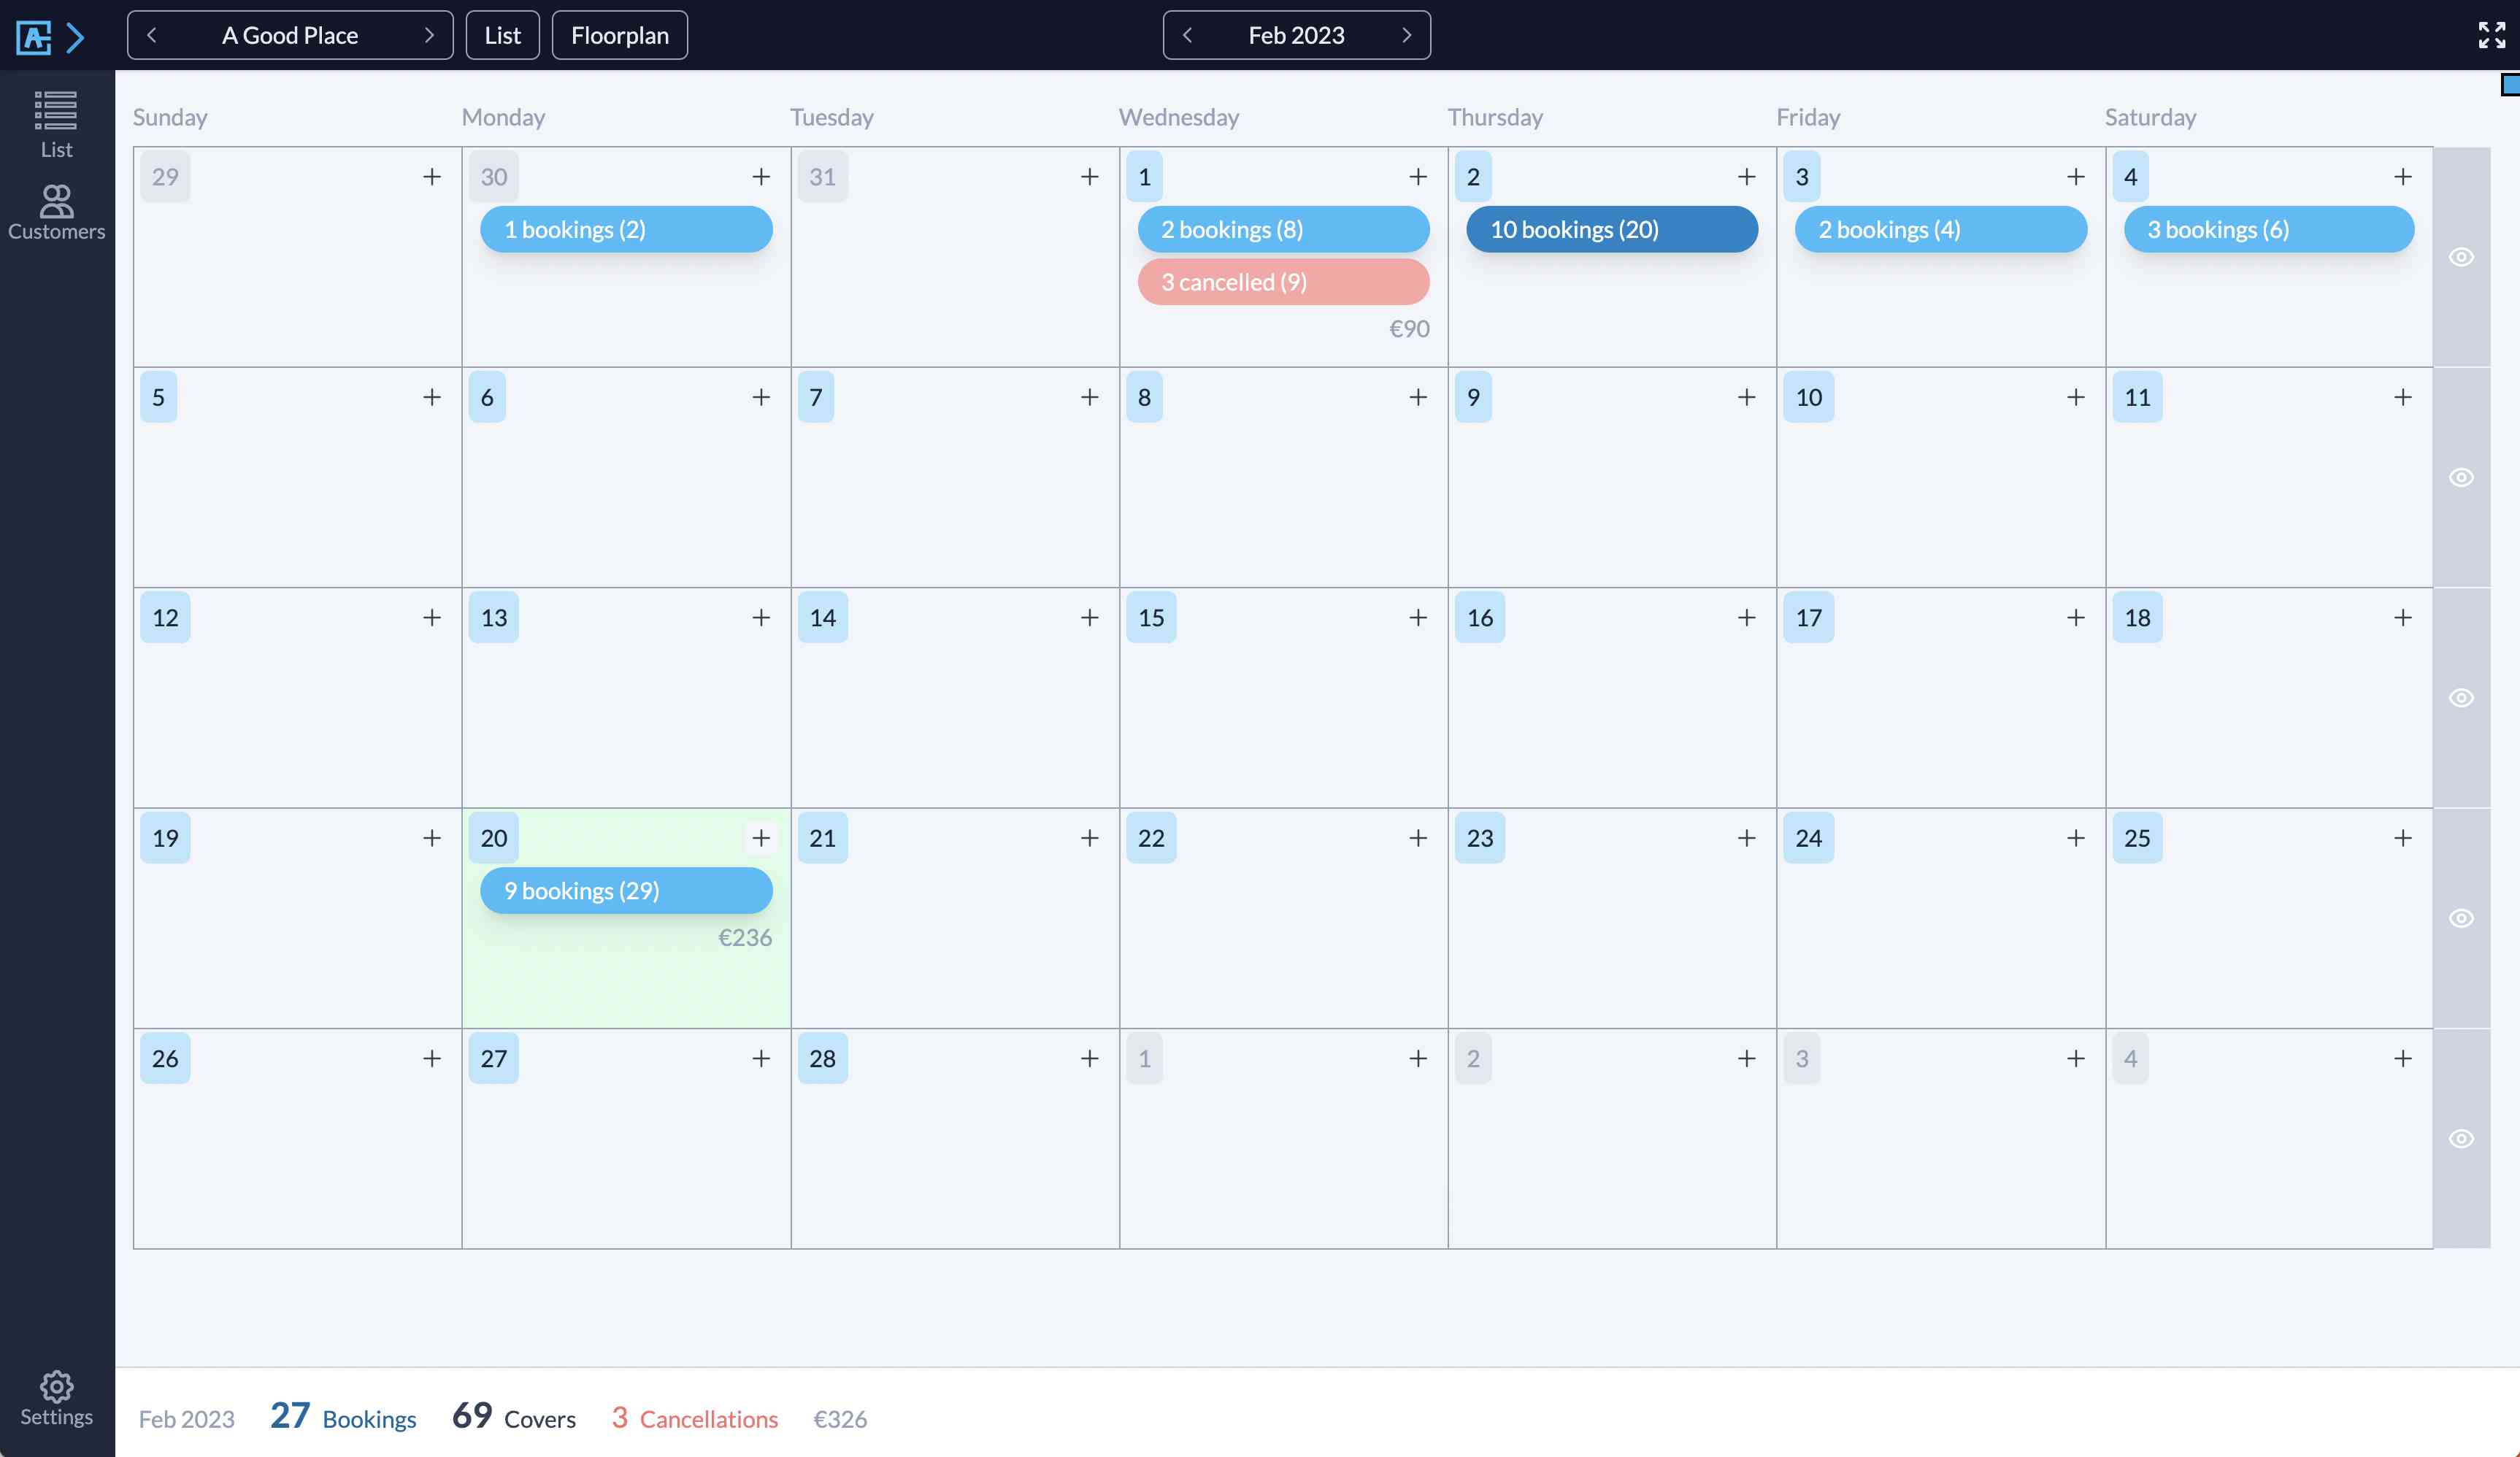 A Good Place List Floorplan Feb 2023
List
Customers
Settings
Sunday Monday Tuesday Wednesday Thursday Friday Saturday
29 + 30 + 31 + 1 + 2 + 3 + 4 +
1 bookings (2) 2 bookings (8) 10 bookings (20) 2 bookings (4) 3 bookings (6)
3 cancelled (9)
€90
5 + 6 + 7 + 8 + 9 + 10 + 11 +
12 + 13 + 14 + 15 + 16 + 17 + 18 +
19 + 20 + 21 + 22 + 23 + 24 + 25 +
9 bookings (29)
€236
26 + 27 + 28 + 1 + 2 + 3 + 4 +
Feb 2023 27 Bookings 69 Covers 3 Cancellations €326